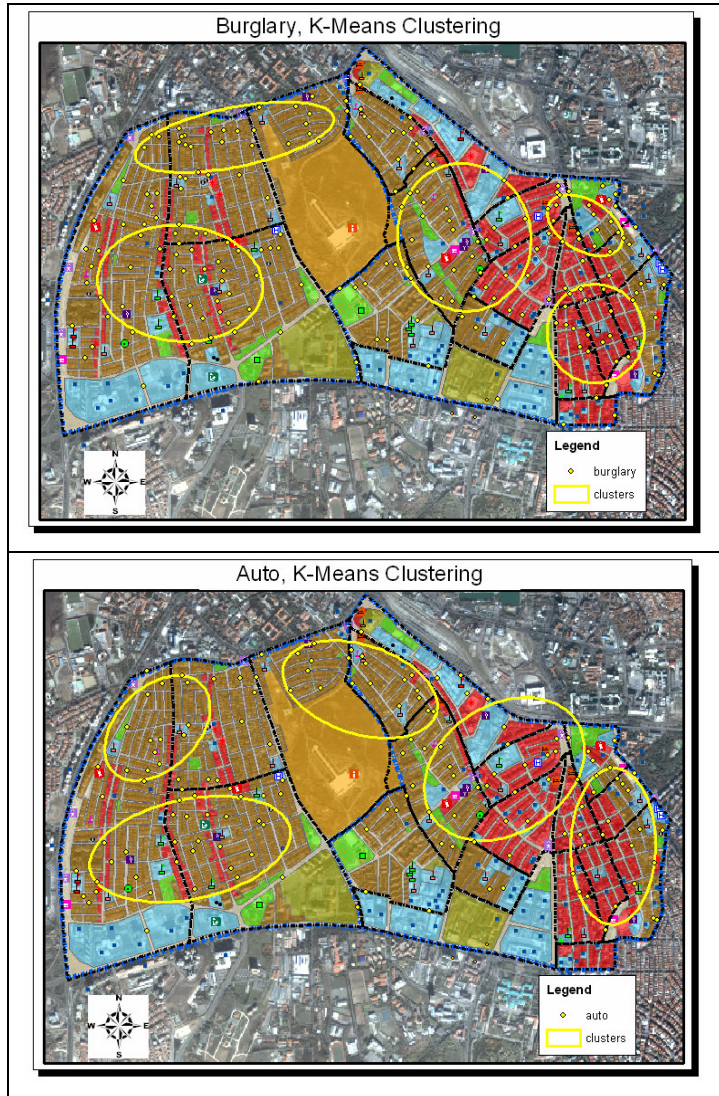 Burglary, K-Means Clustering
N
W E
S
Legend
burglary
clusters
Auto, K-Means Clustering
N
W E
S
Legend
auto
clusters